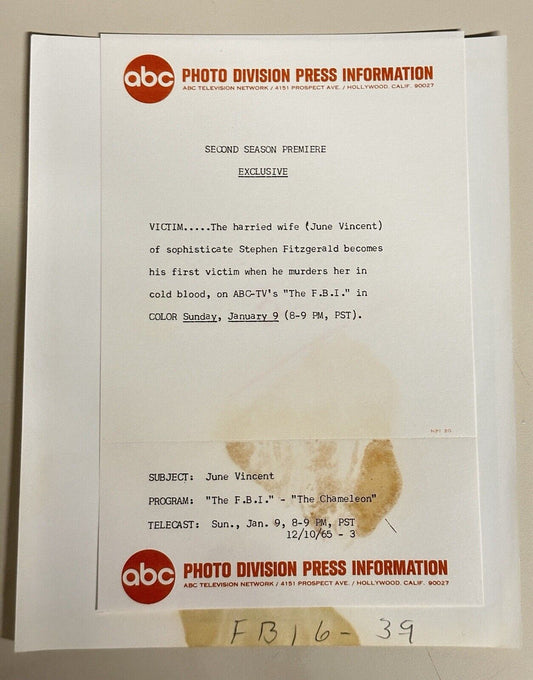 abc PHOTO DIVISION PRESS INFORMATION
ABC TELEVISION NETWORK / 4151 PROSPECT AVE. / HOLLYWOOD, CALIF. 90027
SECOND SEASON PREMIERE
EXCLUSIVE
VICTIM.....The harried wife (June Vincent)
of sophisticate Stephen Fitzgerald becomes
his first victim when he murders her in
cold blood, on ABC-TV's "The F.B.I." in
COLOR Sunday, January 9 (8-9 PM, PST).
SUBJECT: June Vincent
PROGRAM: "The F.B.I." - "The Chameleon"
TELECAST: Sun., Jan. 9, 8-9 PM, PST
12/10/65 - 3
abc PHOTO DIVISION PRESS INFORMATION
ABC TELEVISION NETWORK / 4151 PROSPECT AVE. / HOLLYWOOD, CALIF. 90027
FB16-39